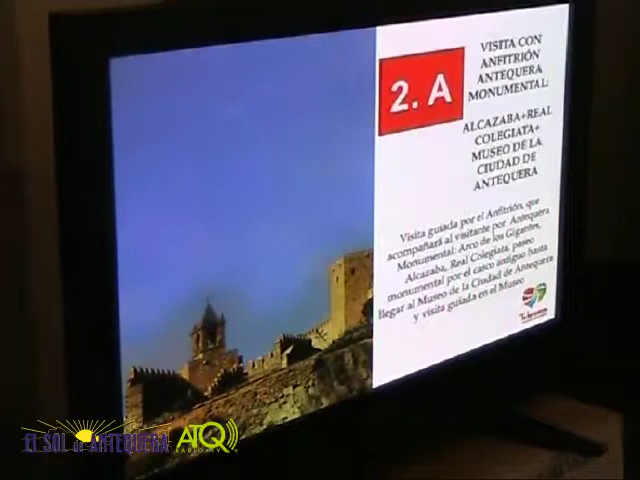 2. A
VISITA CON
ANFITRIÓN
ANTEQUERA
MONUMENTAL:
ALCAZABA+REAL
COLEGIATA+
MUSEO DE LA
CIUDAD DE
ANTEQUERA
Visita guiada por el Anfitrión, que
acompañará al visitante por Antequera
Monumental: Arco de los Gigantes,
Alcazaba, Real Colegiata, paseo
monumental por el casco antiguo hasta
llegar al Museo de la Ciudad de Antequera
y visita guiada en el Museo
EL SOL de ANTEQUERA
ATQ
RADIO+TV